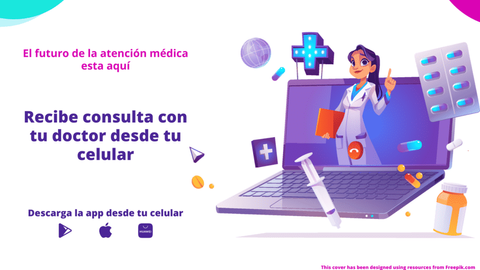 El futuro de la atención médica
esta aquí
Recibe consulta con
tu doctor desde tu
celular
Descarga la app desde tu celular
HUAWEI
This cover has been designed using resources from Freepik.com